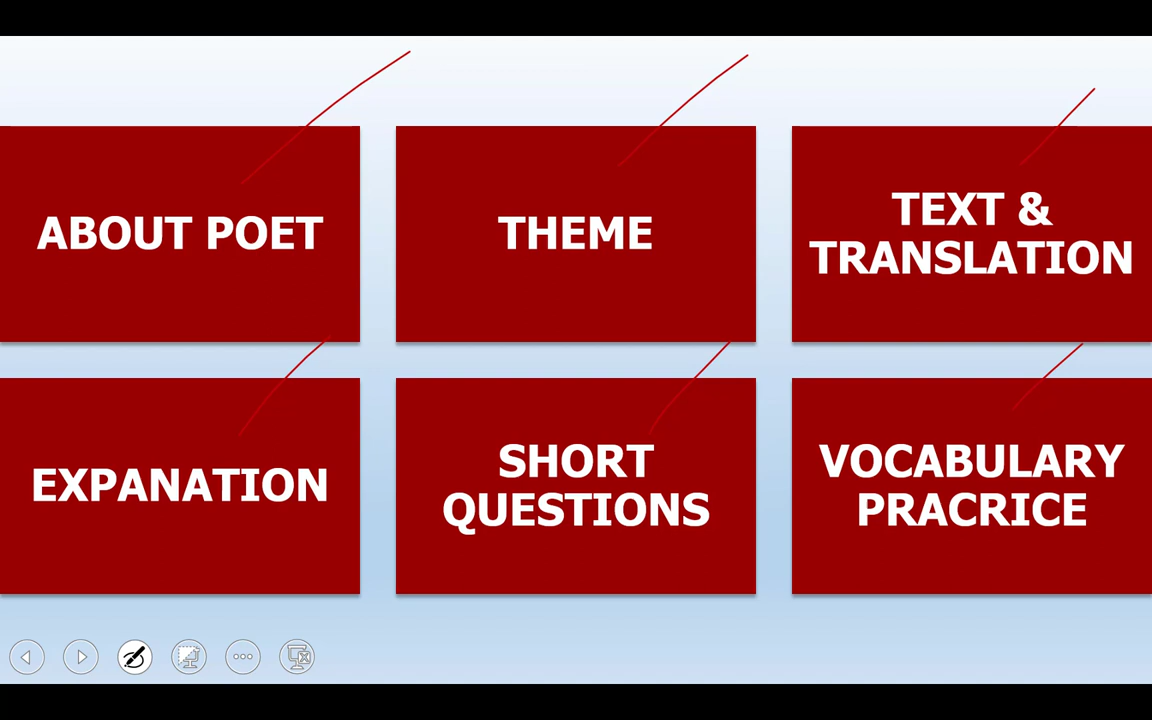 ABOUT POET
THEME
TEXT &
TRANSLATION
EXPANATION
SHORT
QUESTIONS
VOCABULARY
PRACRICE